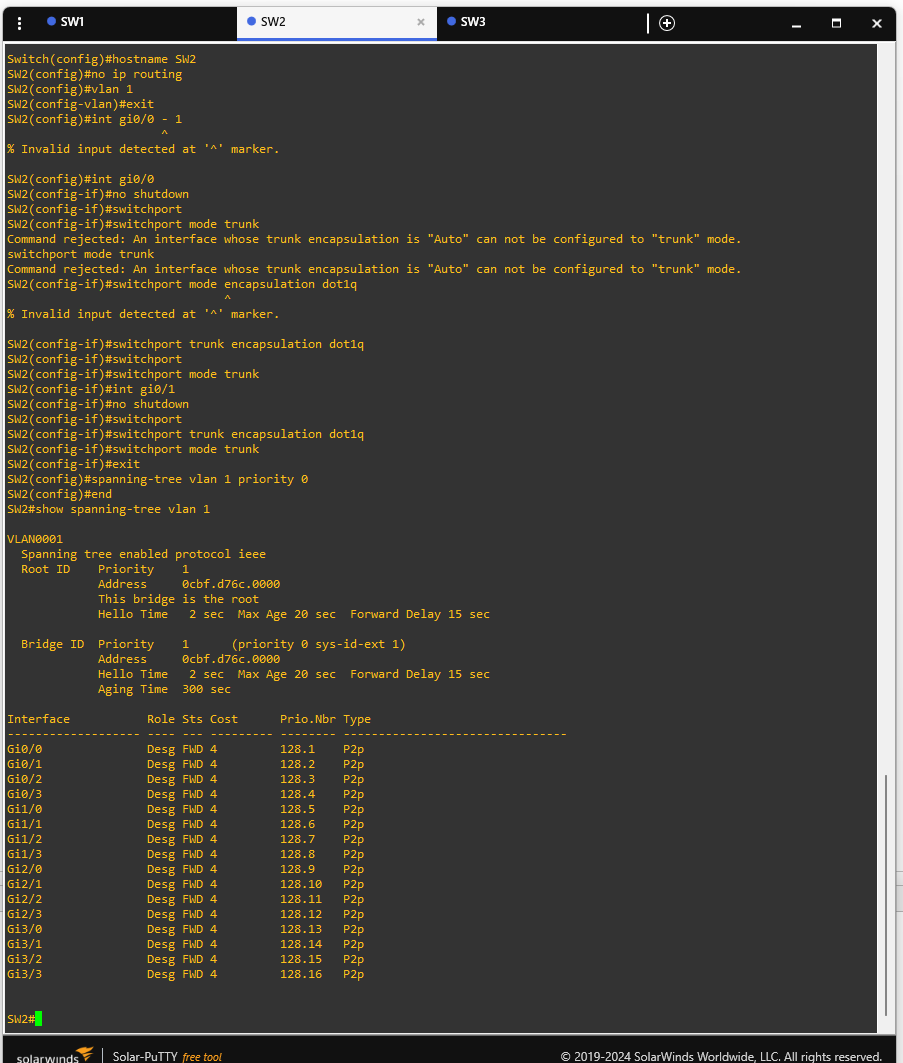 SW1
SW2
×
SW3
Switch(config)#hostname SW2
SW2(config)#no ip routing
SW2(config)#vlan 1
SW2(config-vlan)#exit
SW2(config)#int gi0/0 - 1
^
% Invalid input detected at '^' marker.
SW2(config)#int gi0/0
SW2(config-if)#no shutdown
SW2(config-if)#switchport
SW2(config-if)#switchport mode trunk
Command rejected: An interface whose trunk encapsulation is "Auto" can not be configured to "trunk" mode.
switchport mode trunk
Command rejected: An interface whose trunk encapsulation is "Auto" can not be configured to "trunk" mode.
SW2(config-if)#switchport mode encapsulation dot1q
^
% Invalid input detected at '^' marker.
SW2(config-if)#switchport trunk encapsulation dot1q
SW2(config-if)#switchport
SW2(config-if)#switchport mode trunk
SW2(config-if)#int gi0/1
SW2(config-if)#no shutdown
SW2(config-if)#switchport
SW2(config-if)#switchport trunk encapsulation dot1q
SW2(config-if)#switchport mode trunk
SW2(config-if)#exit
SW2(config)#spanning-tree vlan 1 priority 0
SW2(config)#end
SW2#show spanning-tree vlan 1
VLAN0001
Spanning tree enabled protocol ieee
Root ID Priority 1
Address 0cbf.d76c.0000
This bridge is the root
Hello Time 2 sec Max Age 20 sec Forward Delay 15 sec
Bridge ID Priority 1 (priority 0 sys-id-ext 1)
Address 0cbf.d76c.0000
Hello Time 2 sec Max Age 20 sec Forward Delay 15 sec
Aging Time 300 sec
Interface Role Sts Cost Prio.Nbr Type
------------------- ---- --- --------- -------- --------------------------------
Gi0/0 Desg FWD 4 128.1 P2p
Gi0/1 Desg FWD 4 128.2 P2p
Gi0/2 Desg FWD 4 128.3 P2p
Gi0/3 Desg FWD 4 128.4 P2p
Gi1/0 Desg FWD 4 128.5 P2p
Gi1/1 Desg FWD 4 128.6 P2p
Gi1/2 Desg FWD 4 128.7 P2p
Gi1/3 Desg FWD 4 128.8 P2p
Gi2/0 Desg FWD 4 128.9 P2p
Gi2/1 Desg FWD 4 128.10 P2p
Gi2/2 Desg FWD 4 128.11 P2p
Gi2/3 Desg FWD 4 128.12 P2p
Gi3/0 Desg FWD 4 128.13 P2p
Gi3/1 Desg FWD 4 128.14 P2p
Gi3/2 Desg FWD 4 128.15 P2p
Gi3/3 Desg FWD 4 128.16 P2p
SW2#
solarwinds Solar-PuTTY free tool © 2019-2024 SolarWinds Worldwide, LLC. All rights reserved.